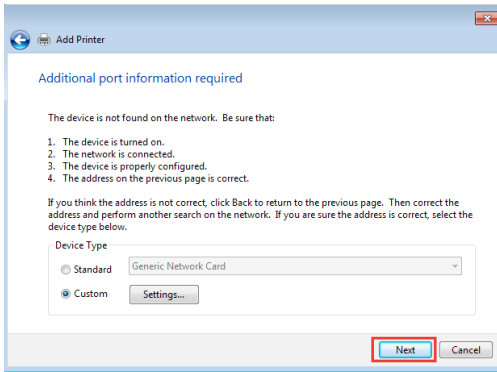 Add Printer
Additional port information required
The device is not found on the network. Be sure that:
1. The device is turned on.
2. The network is connected.
3. The device is properly configured.
4. The address on the previous page is correct.
If you think the address is not correct, click Back to return to the previous page. Then correct the
address and perform another search on the network. If you are sure the address is correct, select the
device type below.
Device Type
Standard Generic Network Card
Custom Settings...
Next Cancel